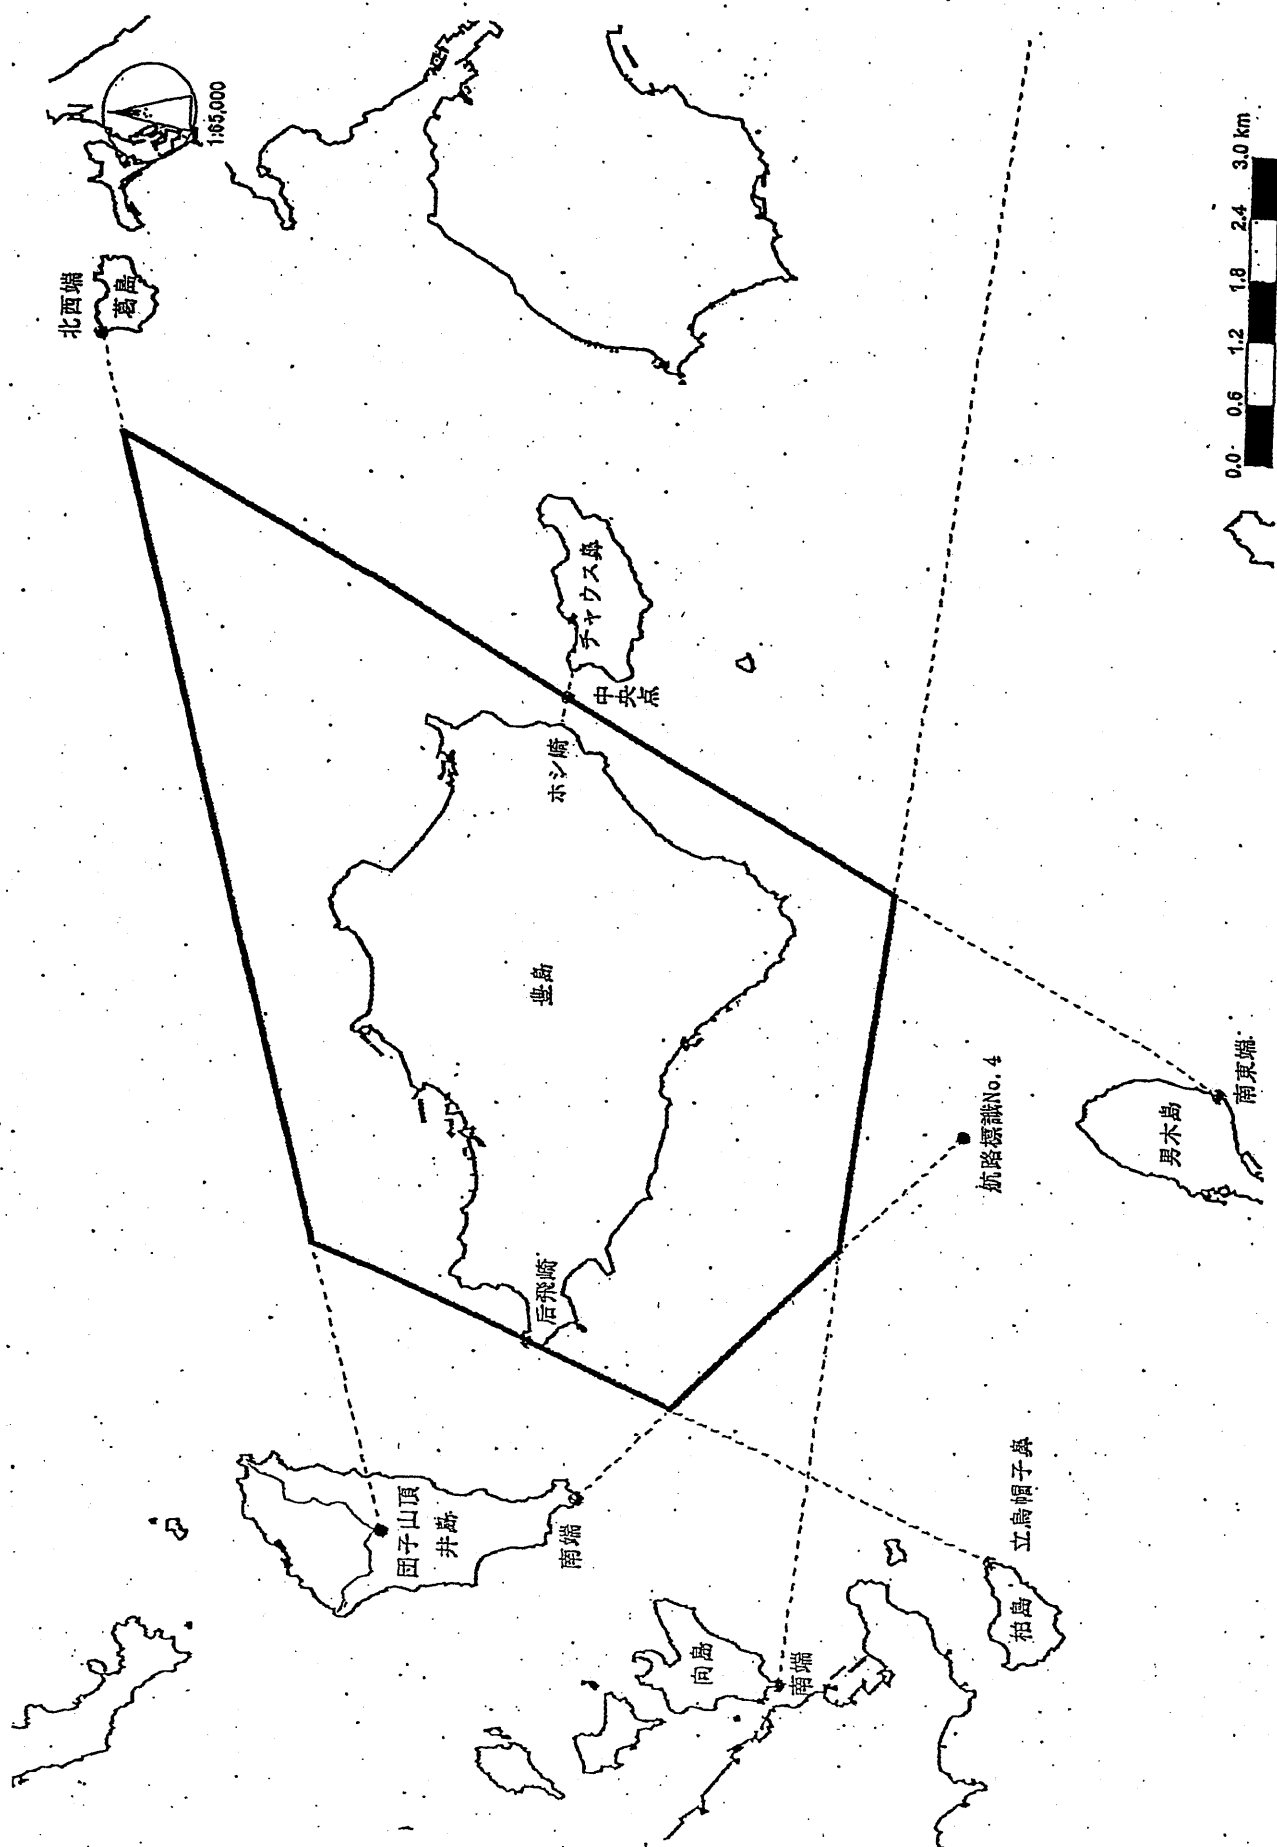 N
1:65,000
北西端
葛島
チャウス鼻
中央点
ホシ崎
豊島
后飛崎
団子山頂
井島
南端
向島
南端
立烏帽子鼻
柏島
航路標識No.4
男木島
南東端
0.0 0.6 1.2 1.8 2.4 3.0 km